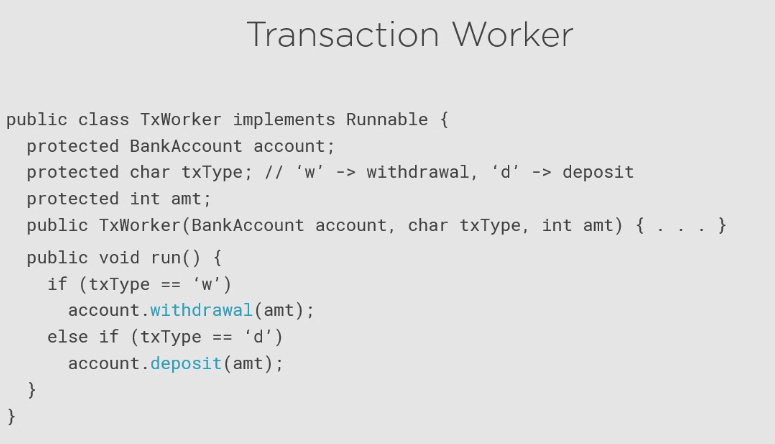 Transaction Worker
public class TxWorker implements Runnable {
protected BankAccount account;
protected char txType; // ‘w’ -> withdrawal, ‘d’ -> deposit
protected int amt;
public TxWorker(BankAccount account, char txType, int amt) { . . . }
public void run() {
if (txType == ‘w’)
account.withdrawal(amt);
else if (txType == ‘d’)
account.deposit(amt);
}
}